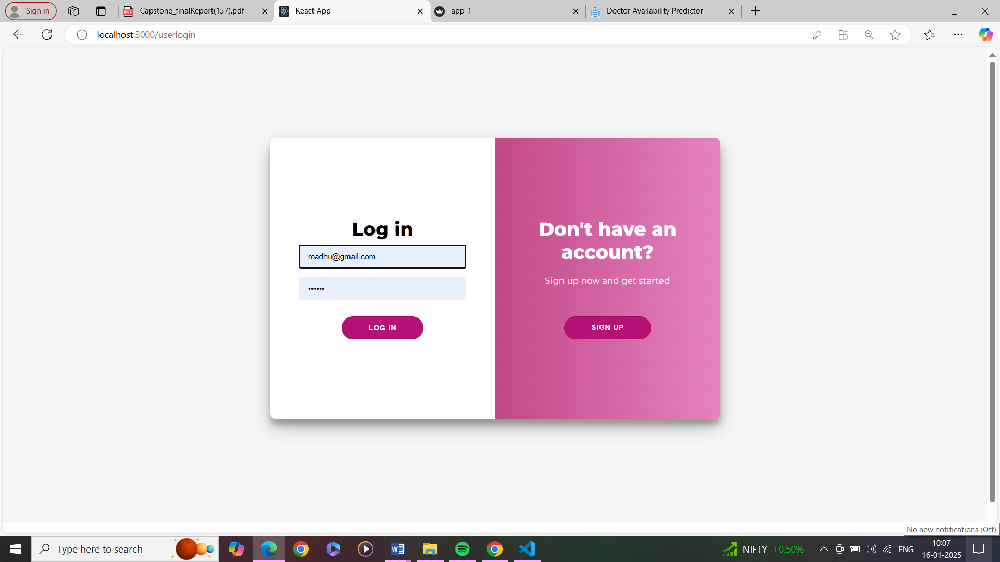 Sign in
Capstone_finalReport(157).pdf
React App
app-1
Doctor Availability Predictor
localhost:3000/userlogin
Log in
madhu@gmail.com
••••••
LOG IN
Don't have an
account?
Sign up now and get started
SIGN UP
No new notifications (Off)
Type here to search
NIFTY +0.50%
ENG
10:07
16-01-2025